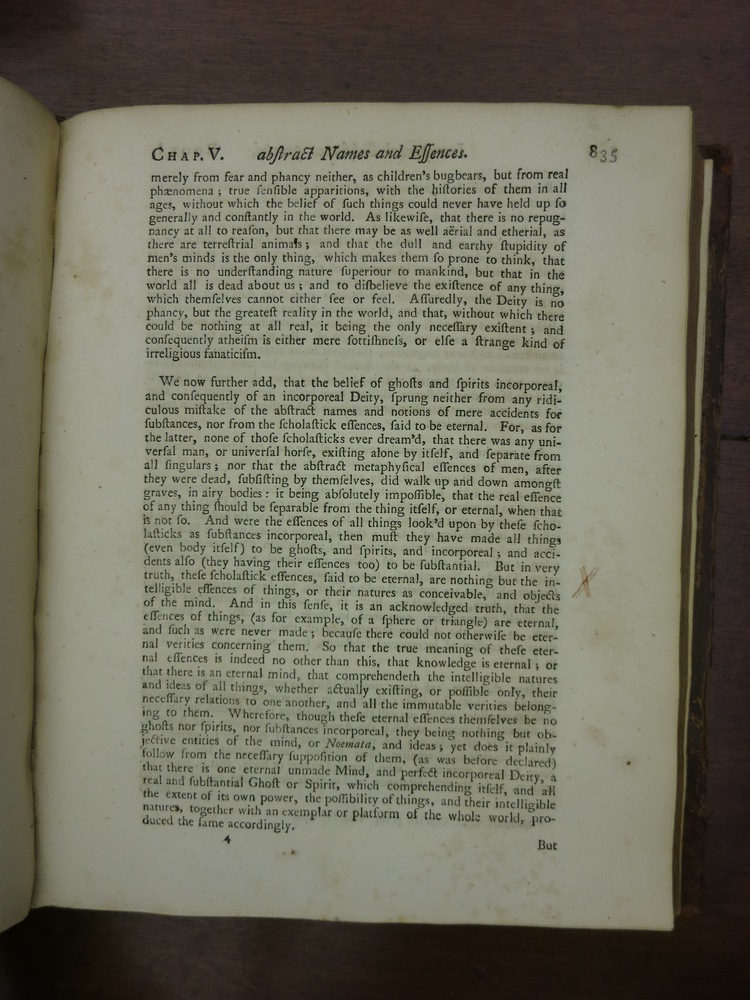 CHAP. V. abſtract Names and Eſſences. 835
merely from fear and phancy neither, as children's bugbears, but from real
phænomena; true ſenſible apparitions, with the hiſtories of them in all
ages, without which the belief of ſuch things could never have held up ſo
generally and conſtantly in the world. As likewiſe, that there is no repug-
nancy at all to reaſon, but that there may be as well aërial and etherial, as
there are terreſtrial animals; and that the dull and earthy ſtupidity of
men's minds is the only thing, which makes them ſo prone to think, that
there is no underſtanding nature ſuperiour to mankind, but that in the
world all is dead about us; and to diſbelieve the exiſtence of any thing,
which themſelves cannot either ſee or feel. Aſſuredly, the Deity is no
phancy, but the greateſt reality in the world, and that, without which there
could be nothing at all real, it being the only neceſſary exiſtent; and
conſequently atheiſm is either mere ſottiſhneſs, or elſe a ſtrange kind of
irreligious fanaticiſm.
We now further add, that the belief of ghoſts and ſpirits incorporeal,
and conſequently of an incorporeal Deity, ſprung neither from any ridi-
culous miſtake of the abſtract names and notions of mere accidents for
ſubſtances, nor from the ſcholaſtick eſſences, ſaid to be eternal. For, as for
the latter, none of thoſe ſcholaſticks ever dream'd, that there was any uni-
verſal man, or univerſal horſe, exiſting alone by itſelf, and ſeparate from
all ſingulars; nor that the abſtract metaphyſical eſſences of men, after
they were dead, ſubſiſting by themſelves, did walk up and down amongſt
graves, in airy bodies: it being abſolutely impoſſible, that the real eſſence
of any thing ſhould be ſeparable from the thing itſelf, or eternal, when that
is not ſo. And were the eſſences of all things look'd upon by theſe ſcho-
laſticks as ſubſtances incorporeal, then muſt they have made all things
(even body itſelf) to be ghoſts, and ſpirits, and incorporeal; and acci-
dents alſo (they having their eſſences too) to be ſubſtantial. But in very
truth, theſe ſcholaſtick eſſences, ſaid to be eternal, are nothing but the in-
telligible eſſences of things, or their natures as conceivable, and objects
of the mind. And in this ſenſe, it is an acknowledged truth, that the
eſſences of things, (as for example, of a ſphere or triangle) are eternal,
and ſuch as were never made; becauſe there could not otherwiſe be eter-
nal verities concerning them. So that the true meaning of theſe eter-
nal eſſences is indeed no other than this, that knowledge is eternal; or
that there is an eternal mind, that comprehendeth the intelligible natures
and ideas of all things, whether actually exiſting, or poſſible only, their
neceſſary relations to one another, and all the immutable verities belong-
ing to them. Wherefore, though theſe eternal eſſences themſelves be no
ghoſts nor ſpirits, nor ſubſtances incorporeal, they being nothing but ob-
jective entities of the mind, or Noemata, and ideas; yet does it plainly
follow from the neceſſary ſuppoſition of them, (as was before declared)
that there is one eternal unmade Mind, and perfect incorporeal Deity, a
real and ſubſtantial Ghoſt or Spirit, which comprehending itſelf, and all
the extent of its own power, the poſſibility of things, and their intelligible
natures, together with an exemplar or platform of the whole world, pro-
duced the ſame accordingly.
4 But